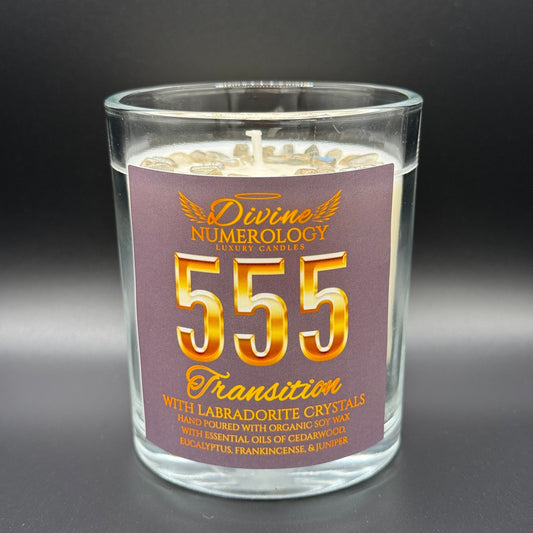 Divine
NUMEROLOGY
LUXURY CANDLES
555
Transition
WITH LABRADORITE CRYSTALS
HAND POURED WITH ORGANIC SOY WAX
WITH ESSENTIAL OILS OF CEDARWOOD,
EUCALYPTUS, FRANKINCENSE, & JUNIPER